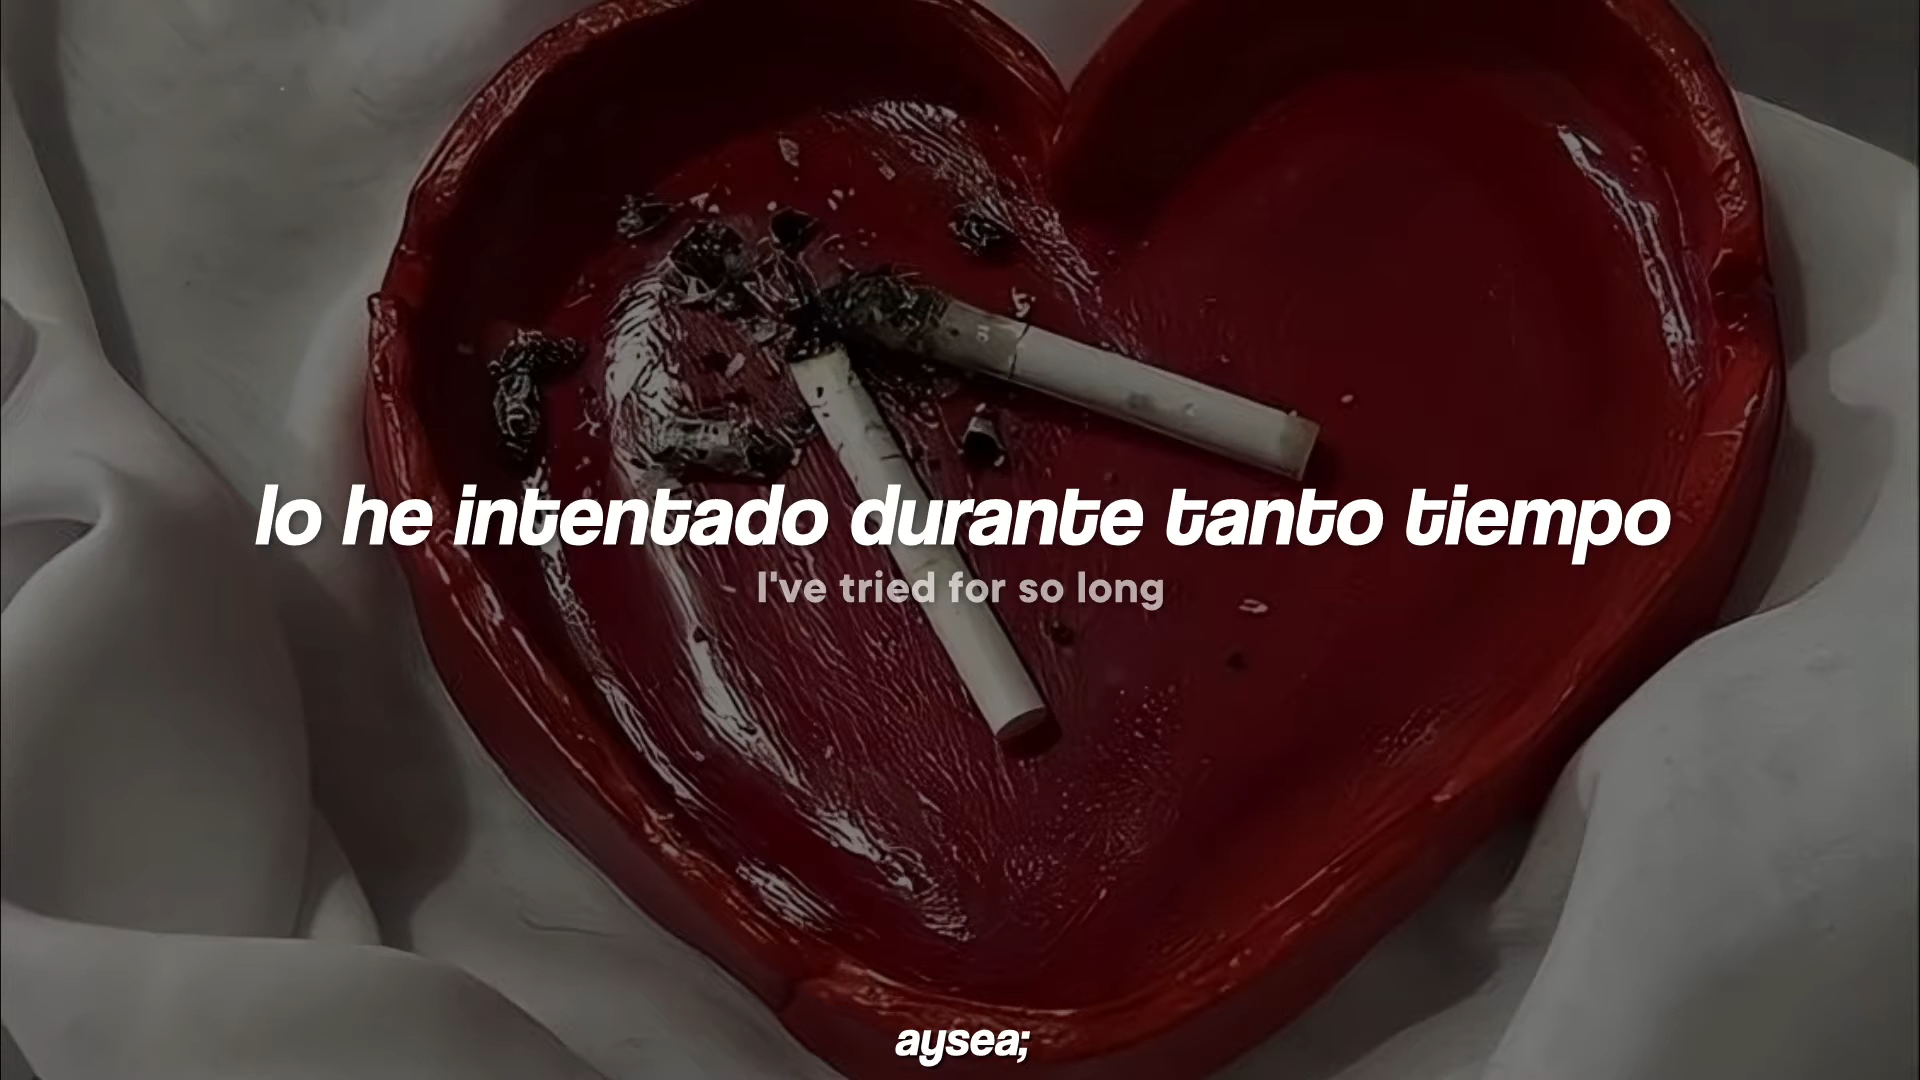 lo he intentado durante tanto tiempo
I've tried for so long
aysea;